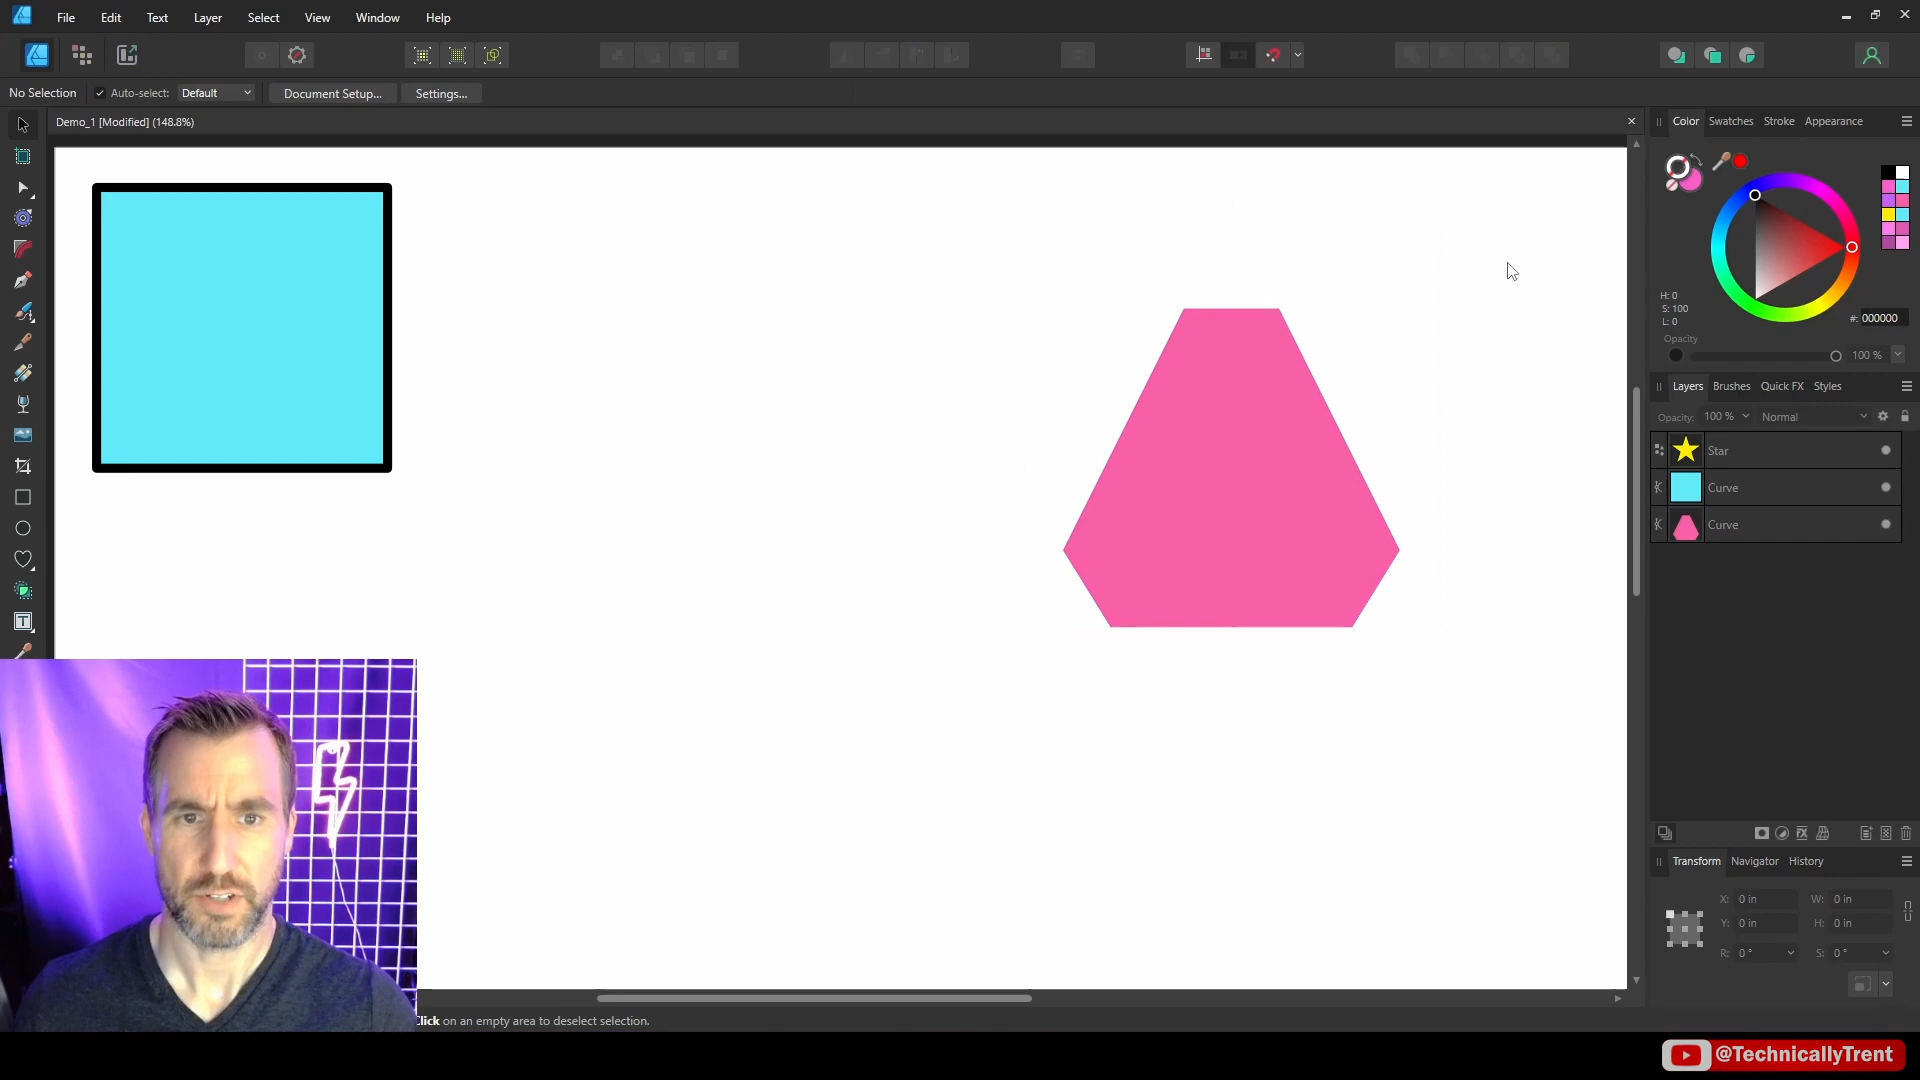 File Edit Text Layer Select View Window Help
No Selection Auto-select: Default Document Setup... Settings...
Demo_1 [Modified] (148.8%)
Color Swatches Stroke Appearance
H: 0
S: 100
L: 0
#: 000000
Opacity
100 %
Layers Brushes Quick FX Styles
Opacity: 100 % Normal
Star
Curve
Curve
Transform Navigator History
X: 0 in W: 0 in
Y: 0 in H: 0 in
R: 0 ° S: 0 °
Click on an empty area to deselect selection.
@TechnicallyTrent